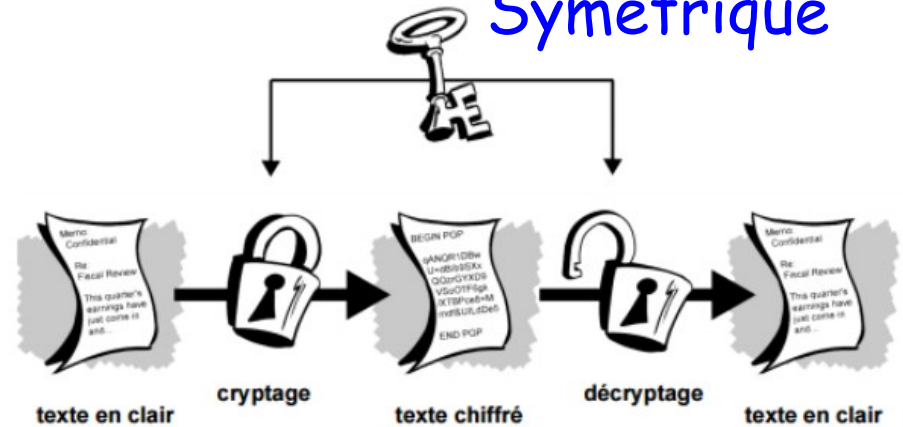 Symétrique
Memo
Confidential
Re:
Fiscal Review
This quarter's
earnings have
just come in
and...
cryptage
texte en clair
BEGIN PGP
END PGP
texte chiffré
décryptage
Memo
Confidential
Re:
Fiscal Review
This quarter's
earnings have
just come in
and...
texte en clair